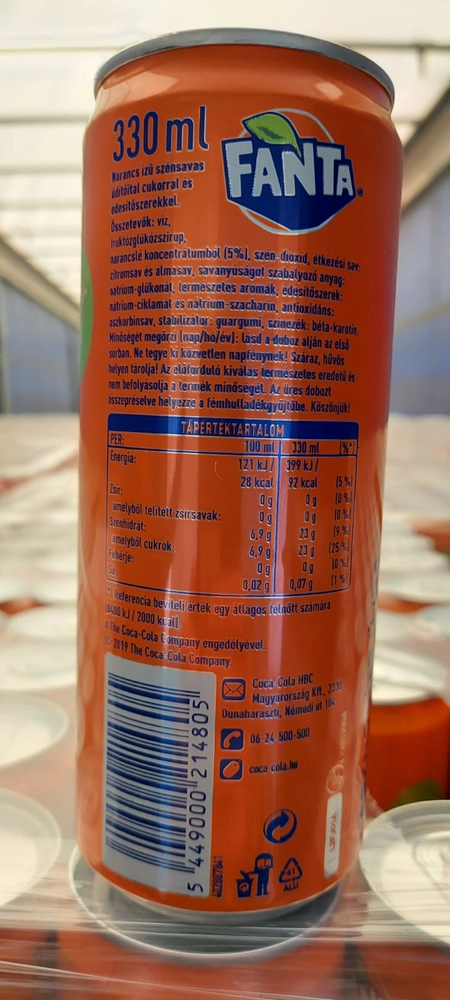 330 ml
FANTA®
Narancs ízű szénsavas
üdítőital cukorral és
édesítőszerekkel.
Összetevők: víz,
fruktózglükózszirup,
narancslé koncentrátumból (5%), szén-dioxid, étkezési sav:
citromsav és almasav, savanyúságot szabályozó anyag:
nátrium-glükonát, természetes aromák, édesítőszerek:
nátrium-ciklamát és nátrium-szacharin, antioxidáns:
aszkorbinsav, stabilizátor: guargumi, színezék: béta-karotin.
Minőségét megőrzi (nap/hó/év): lásd a doboz alján az első
sorban. Ne tegye ki közvetlen napfénynek! Száraz, hűvös
helyen tárolja! Az előforduló kiválás természetes eredetű és
nem befolyásolja a termék minőségét. Az üres dobozt
összepréselve helyezze a fémhulladékgyűjtőbe. Köszönjük!
TÁPÉRTÉKTARTALOM
PER: 100 ml 330 ml (%*)
Energia: 121 kJ / 399 kJ /
28 kcal 92 kcal (5%)
Zsír: 0 g 0 g (0%)
amelyből telített zsírsavak: 0 g 0 g (0%)
Szénhidrát: 6,9 g 23 g (9%)
amelyből cukrok: 6,9 g 23 g (25%)
Fehérje: 0 g 0 g (0%)
Só: 0,02 g 0,07 g (1%)
*Referencia beviteli érték egy átlagos felnőtt számára
(8400 kJ / 2000 kcal)
A The Coca-Cola Company engedélyével.
© 2019 The Coca-Cola Company.
Coca-Cola HBC
Magyarország Kft., 2330
Dunaharaszti, Némedi út 104
06-24 500-500
coca-cola.hu
5 449000 214805
41
ALU